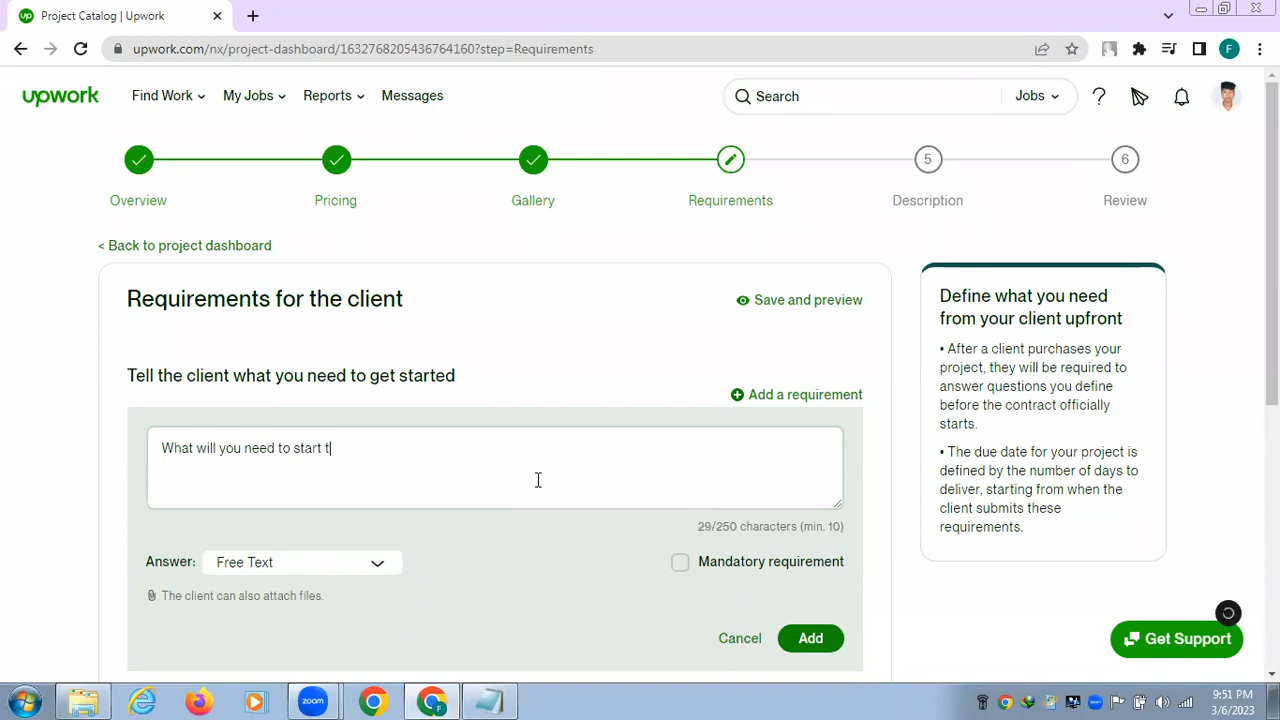 Project Catalog | Upwork
upwork.com/nx/project-dashboard/1632768205436764160?step=Requirements
F
upwork
Find Work
My Jobs
Reports
Messages
Search
Jobs
5
6
Overview
Pricing
Gallery
Requirements
Description
Review
< Back to project dashboard
Requirements for the client
Save and preview
Tell the client what you need to get started
Add a requirement
What will you need to start t
29/250 characters (min. 10)
Answer:
Free Text
Mandatory requirement
The client can also attach files.
Cancel
Add
Define what you need
from your client upfront
• After a client purchases your
project, they will be required to
answer questions you define
before the contract officially
starts.
• The due date for your project is
defined by the number of days to
deliver, starting from when the
client submits these
requirements.
Get Support
zoom
F
9:51 PM
3/6/2023